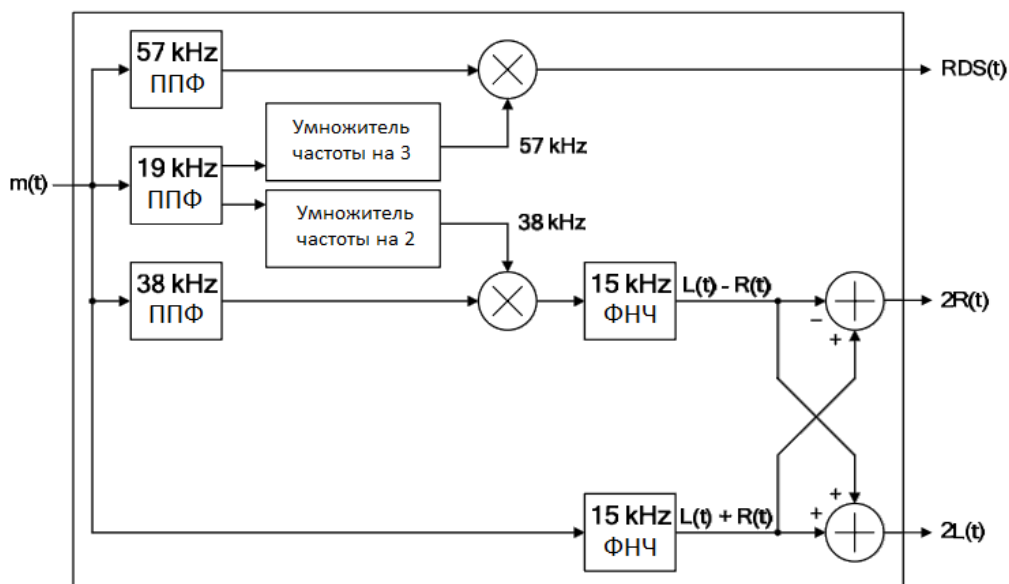 57 kHz
ППФ
RDS(t)
Умножитель
частоты на 3
57 kHz
m(t)
19 kHz
ППФ
Умножитель
частоты на 2
38 kHz
38 kHz
ППФ
15 kHz
ФНЧ
L(t) - R(t)
−
+
2R(t)
15 kHz
ФНЧ
L(t) + R(t)
+
+
2L(t)